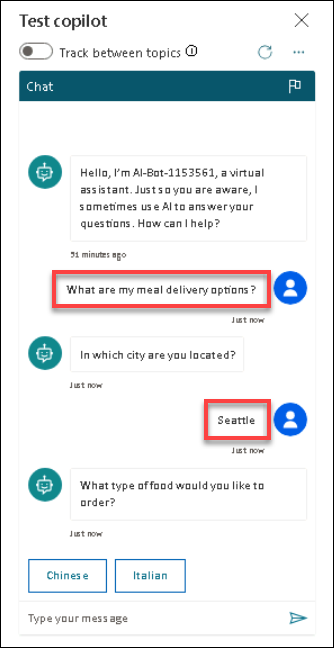 Test copilot
Track between topics
Chat
Hello, I'm AI-Bot-1153561, a virtual
assistant. Just so you are aware, I
sometimes use AI to answer your
questions. How can I help?
51 minutes ago
What are my meal delivery options?
Just now
In which city are you located?
Just now
Seattle
Just now
What type of food would you like to
order?
Just now
Chinese Italian
Type your message